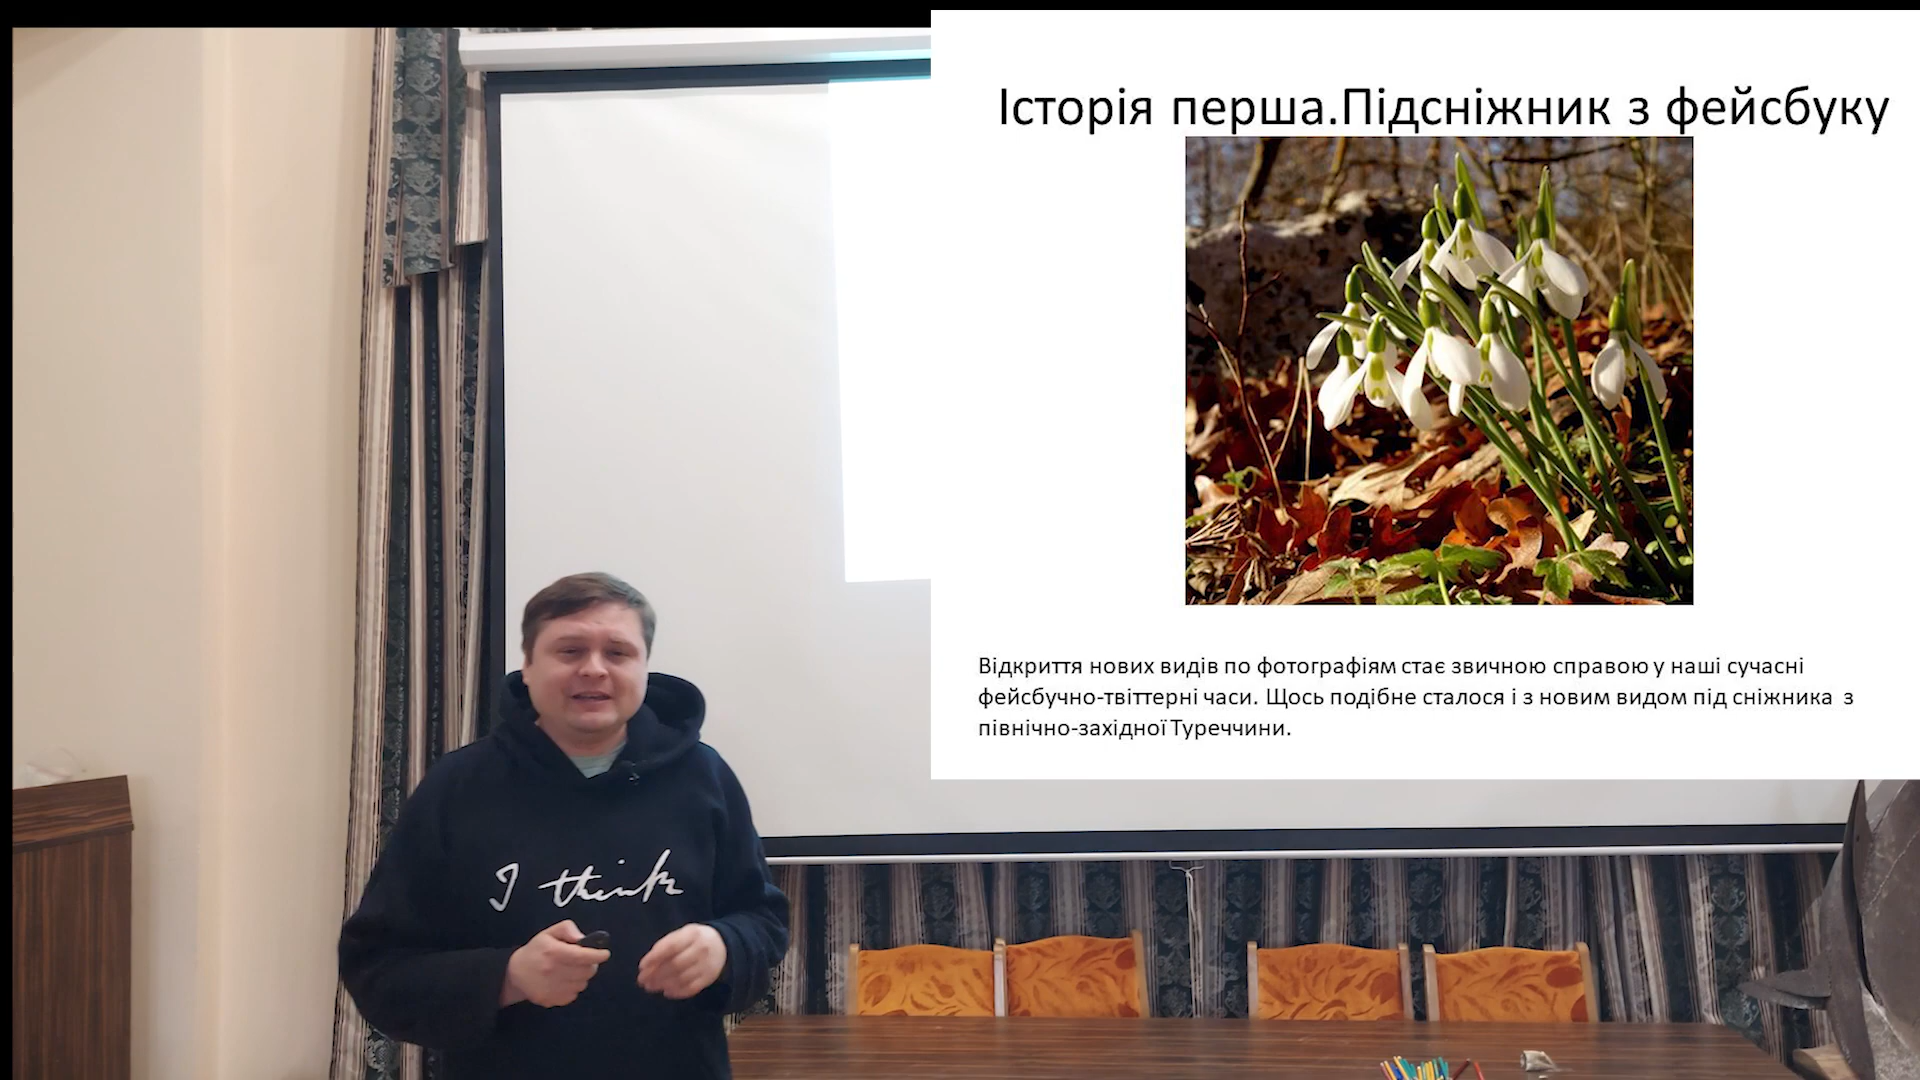 Історія перша.Підсніжник з фейсбуку
Відкриття нових видів по фотографіям стає звичною справою у наші сучасні
фейсбучно-твіттерні часи. Щось подібне сталося і з новим видом під сніжника з
північно-західної Туреччини.
I think